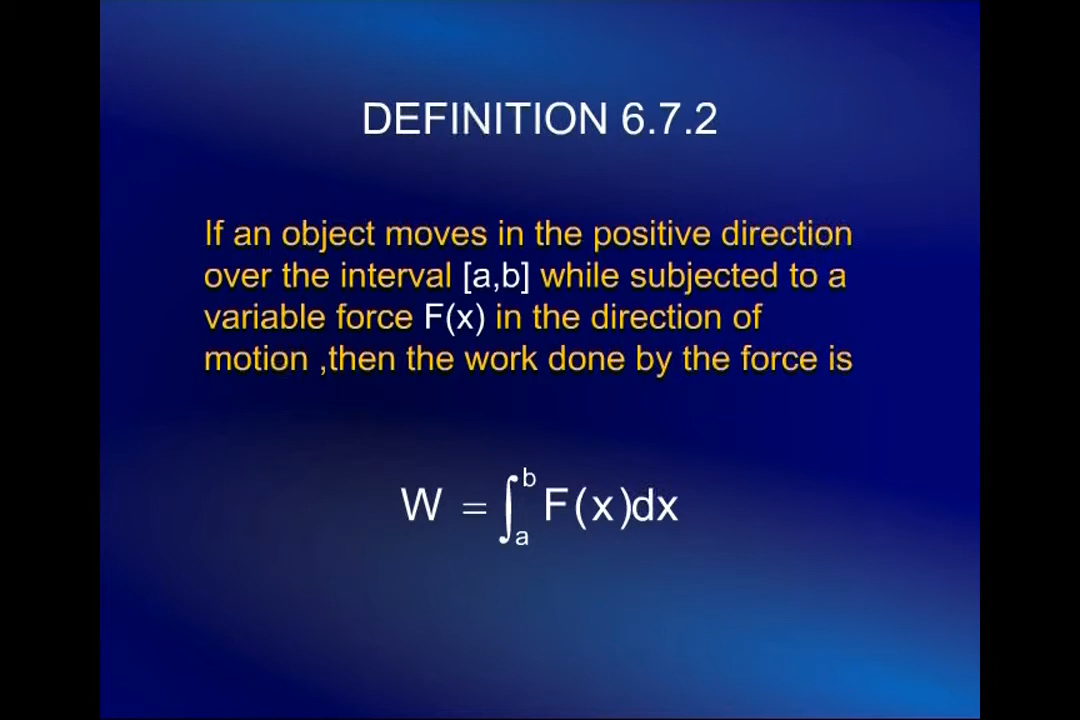 DEFINITION 6.7.2
If an object moves in the positive direction
over the interval [a,b] while subjected to a
variable force F(x) in the direction of
motion ,then the work done by the force is
W = ∫_a^b F(x)dx